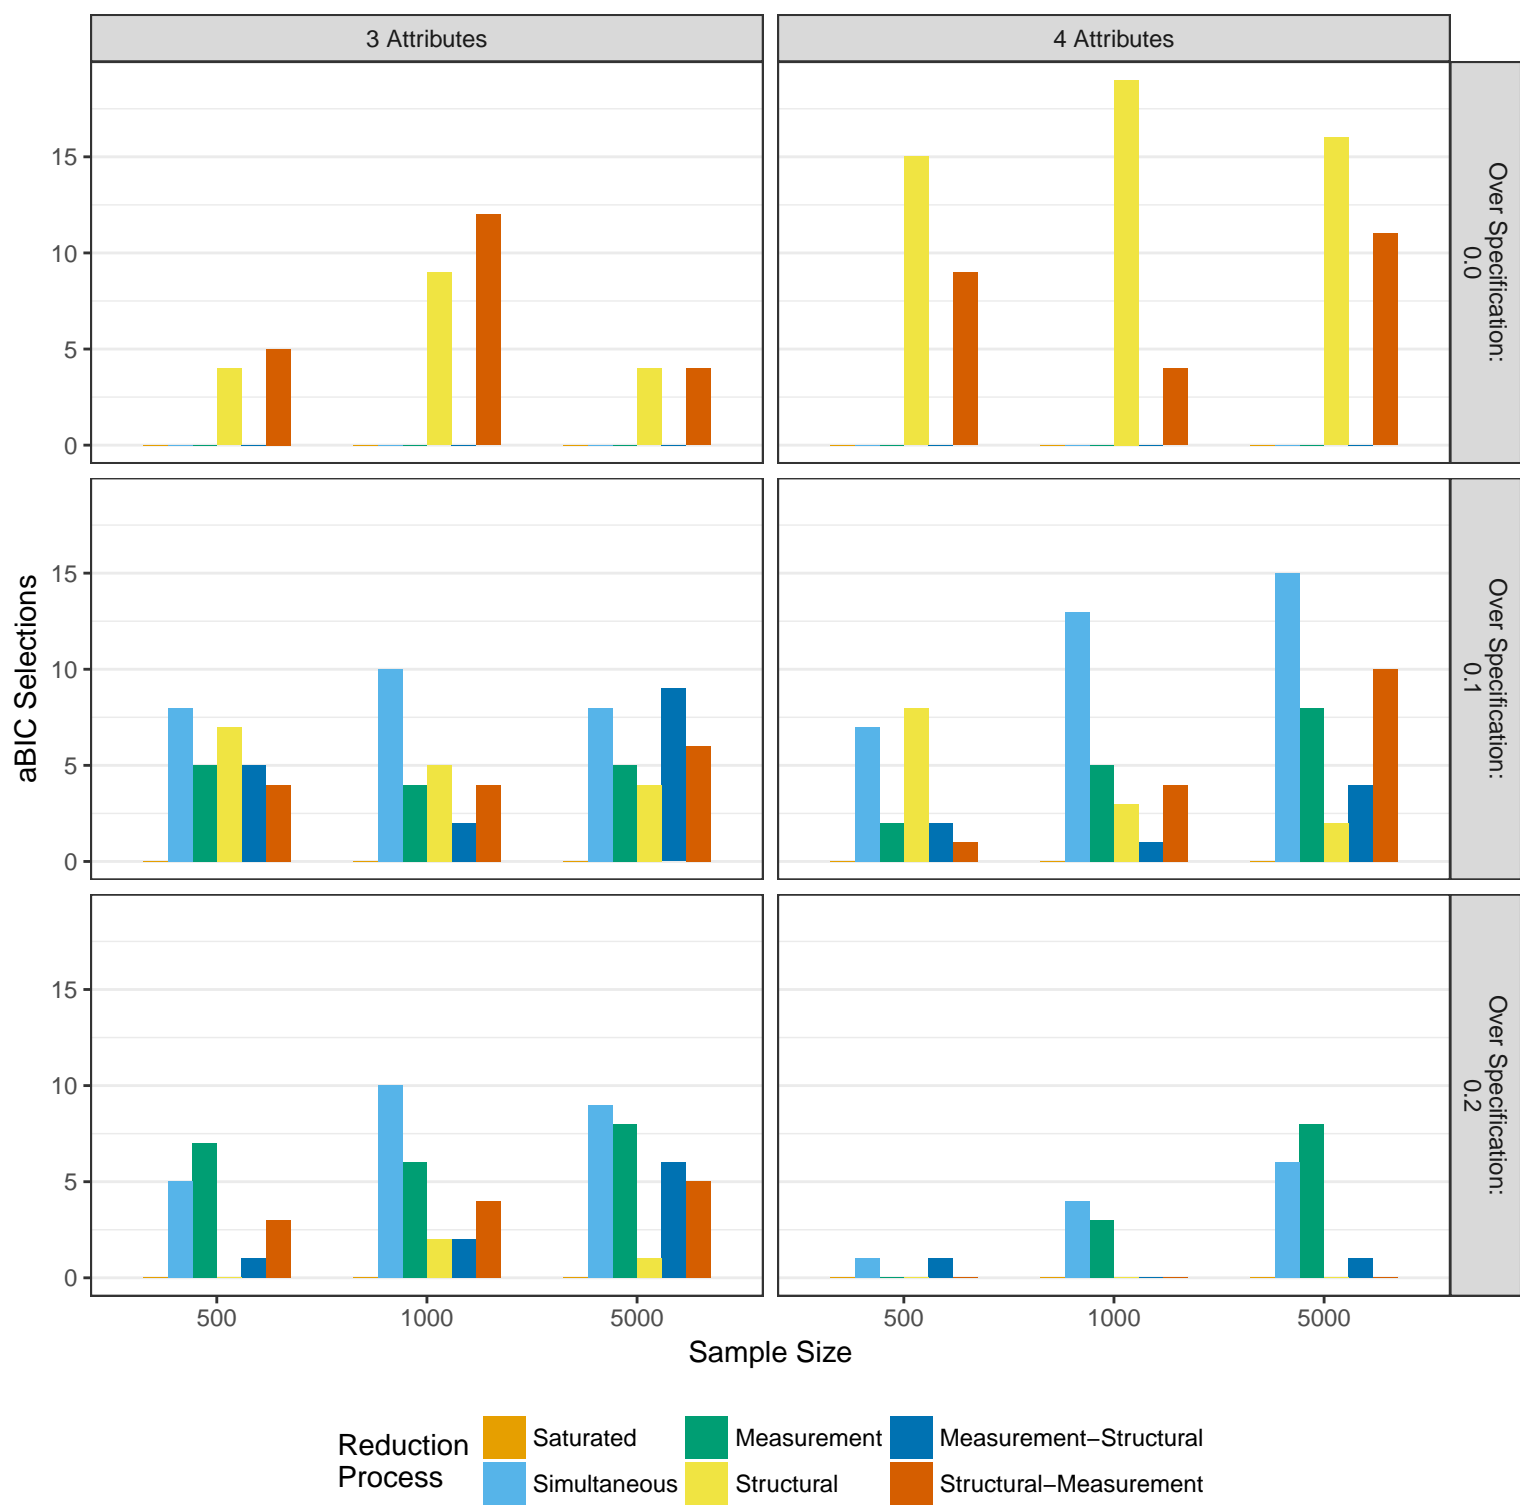 3 Attributes
4 Attributes
15
10
5
0
Over Specification:
0.0
aBIC Selections
15
10
5
0
Over Specification:
0.1
15
10
5
0
Over Specification:
0.2
500
1000
5000
500
1000
5000
Sample Size
Reduction
Process
Saturated
Measurement
Measurement−Structural
Simultaneous
Structural
Structural−Measurement